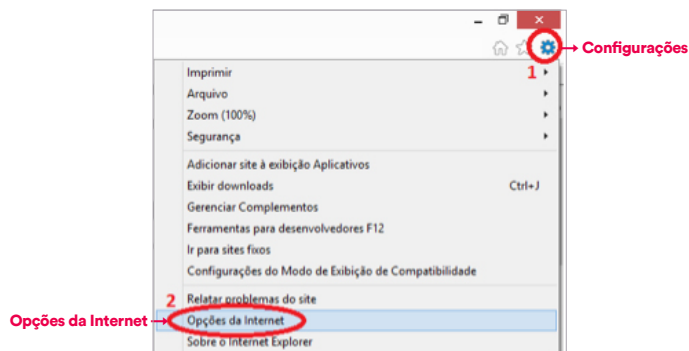 Configurações
1
Imprimir
Arquivo
Zoom (100%)
Segurança
Adicionar site à exibição Aplicativos
Exibir downloads Ctrl+J
Gerenciar Complementos
Ferramentas para desenvolvedores F12
Ir para sites fixos
Configurações do Modo de Exibição de Compatibilidade
2 Relatar problemas do site
Opções da Internet Opções da Internet
Sobre o Internet Explorer